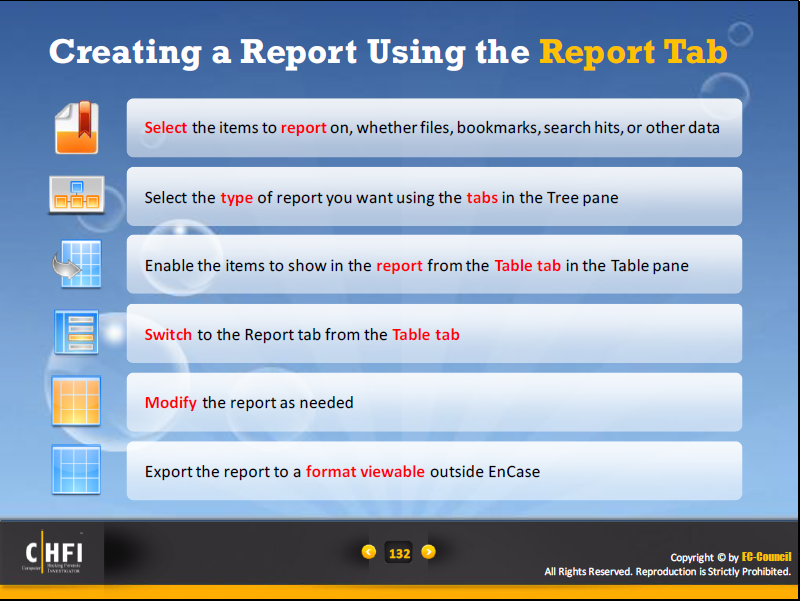 Creating a Report Using the Report Tab
Select the items to report on, whether files, bookmarks, search hits, or other data
Select the type of report you want using the tabs in the Tree pane
Enable the items to show in the report from the Table tab in the Table pane
Switch to the Report tab from the Table tab
Modify the report as needed
Export the report to a format viewable outside EnCase
CHFI
Computer Hacking Forensic
INVESTIGATOR
132
Copyright © by EC-Council
All Rights Reserved. Reproduction is Strictly Prohibited.